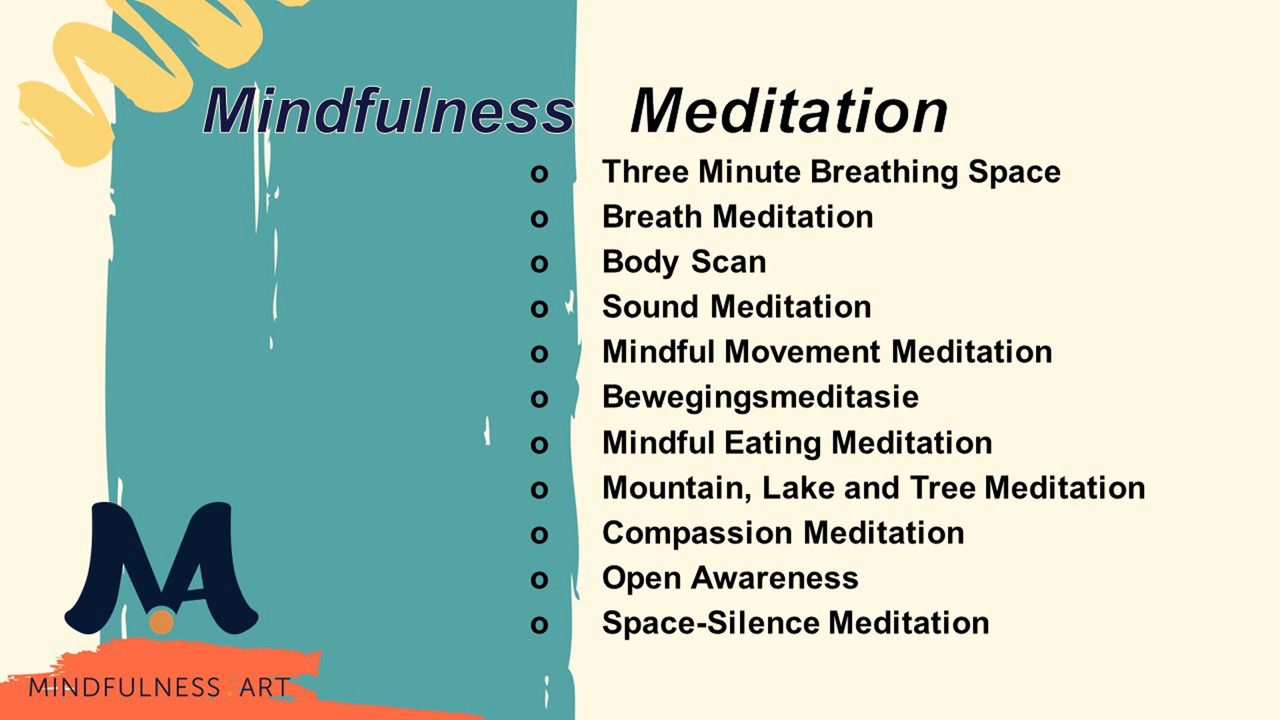 Mindfulness Meditation
o Three Minute Breathing Space
o Breath Meditation
o Body Scan
o Sound Meditation
o Mindful Movement Meditation
o Bewegingsmeditasie
o Mindful Eating Meditation
o Mountain, Lake and Tree Meditation
o Compassion Meditation
o Open Awareness
o Space-Silence Meditation
MA
MINDFULNESS.ART